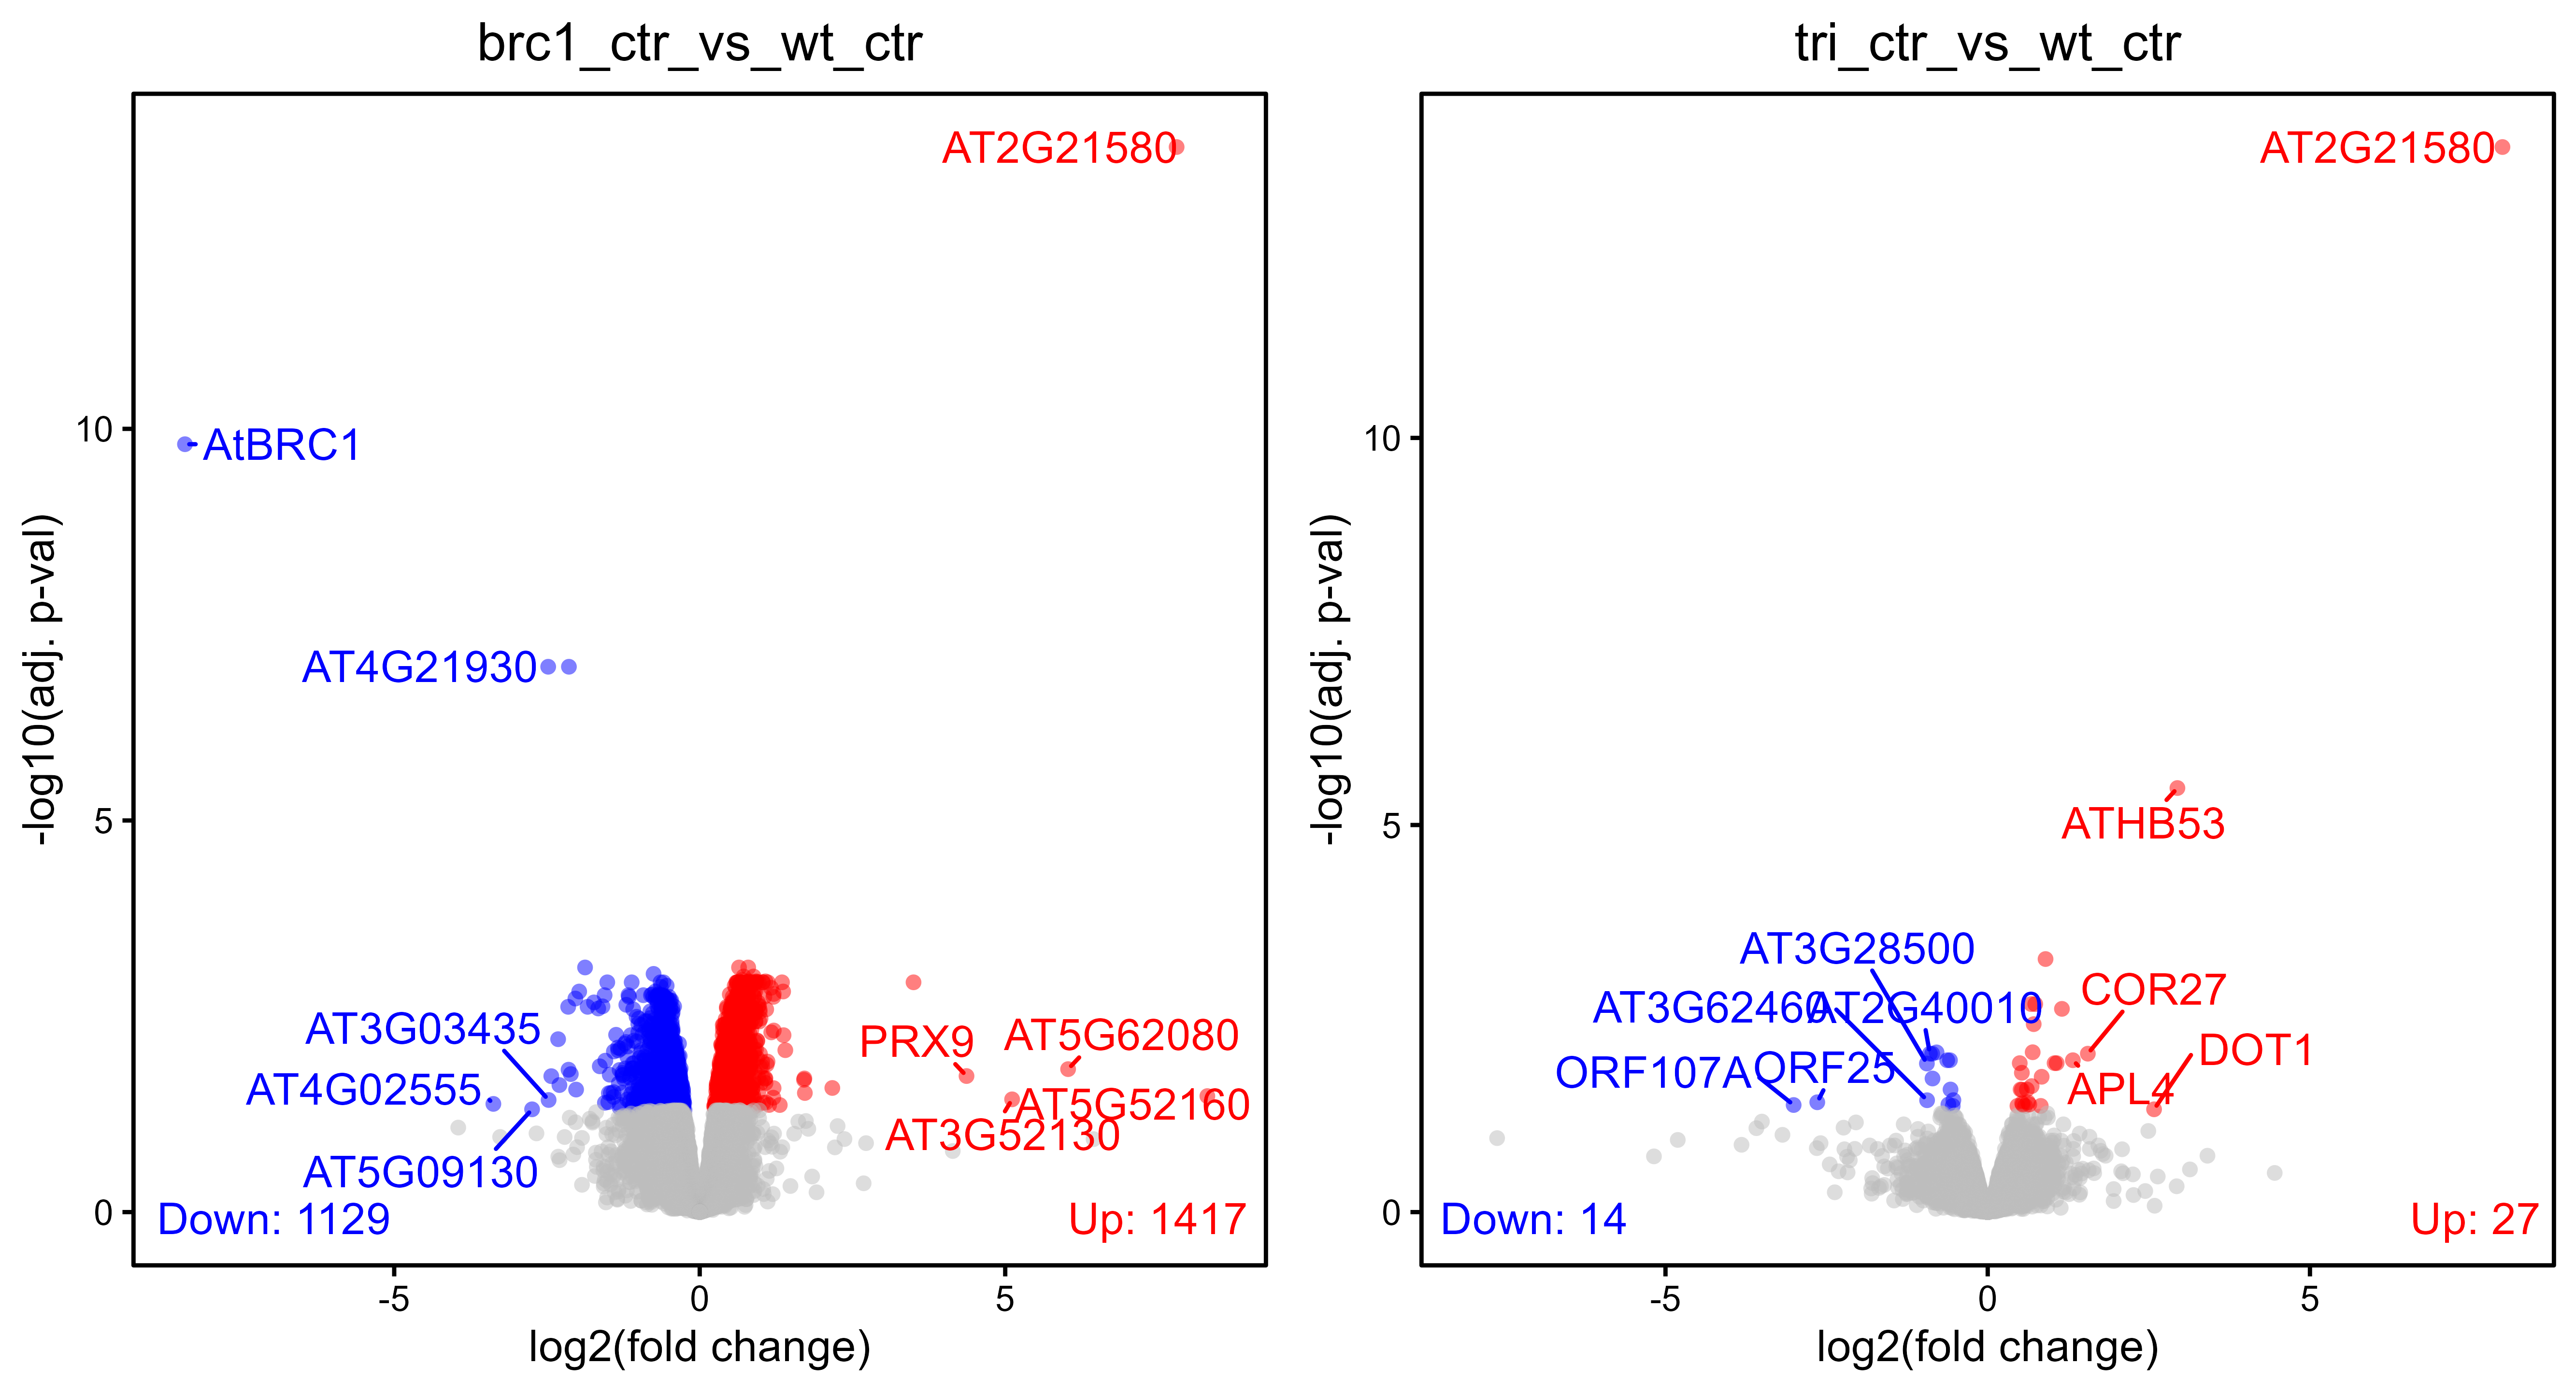 brc1_ctr_vs_wt_ctr
AT2G21580
10
AtBRC1
AT4G21930
-log10(adj. p-val)
5
AT3G03435
PRX9
AT5G62080
AT4G02555
AT5G52160
AT3G52130
AT5G09130
0
Down: 1129
Up: 1417
-5
0
5
log2(fold change)
tri_ctr_vs_wt_ctr
AT2G21580
10
-log10(adj. p-val)
5
ATHB53
AT3G28500
COR27
AT3G62460
AT2G40010
DOT1
ORF107A
ORF25
APL4
0
Down: 14
Up: 27
-5
0
5
log2(fold change)